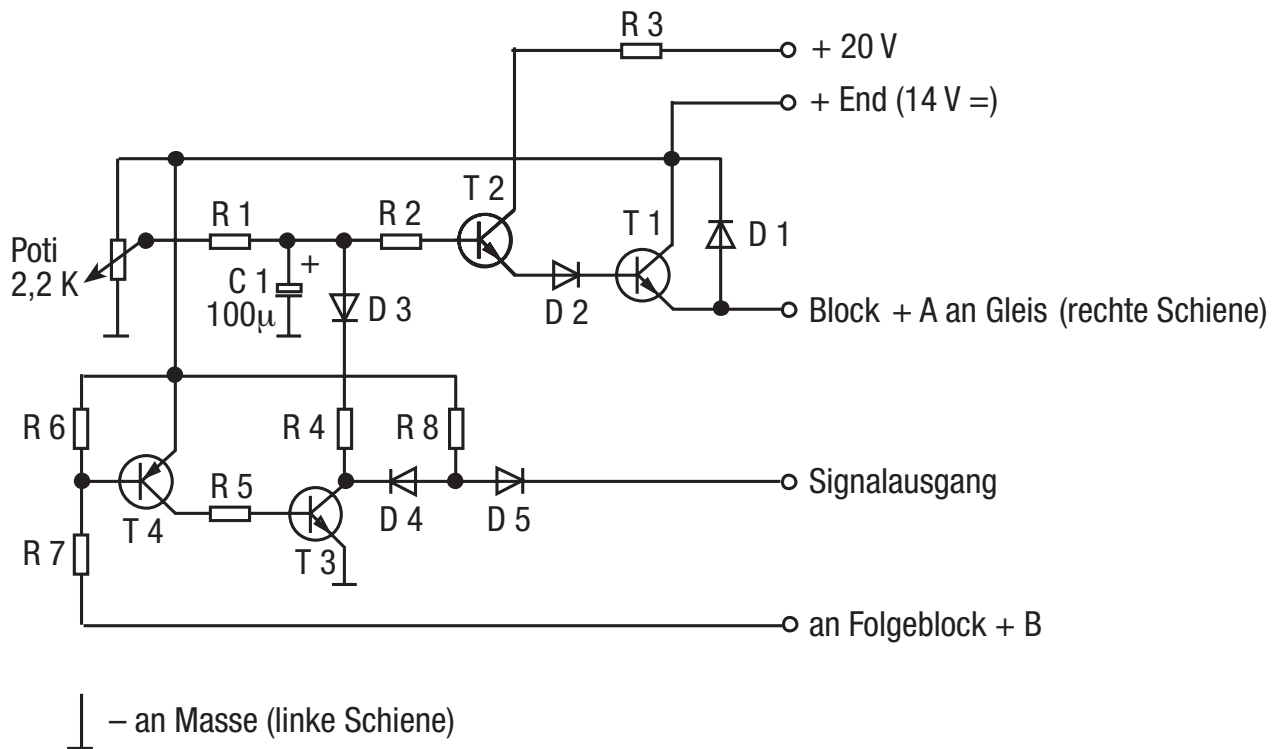 R 3
+ 20 V
+ End (14 V =)
T 2
R 1
R 2
T 1
D 1
Poti
2,2 K
C 1
+
100µ
D 3
D 2
Block + A an Gleis (rechte Schiene)
R 6
R 4
R 8
R 5
Signalausgang
T 4
D 4
D 5
R 7
T 3
an Folgeblock + B
– an Masse (linke Schiene)